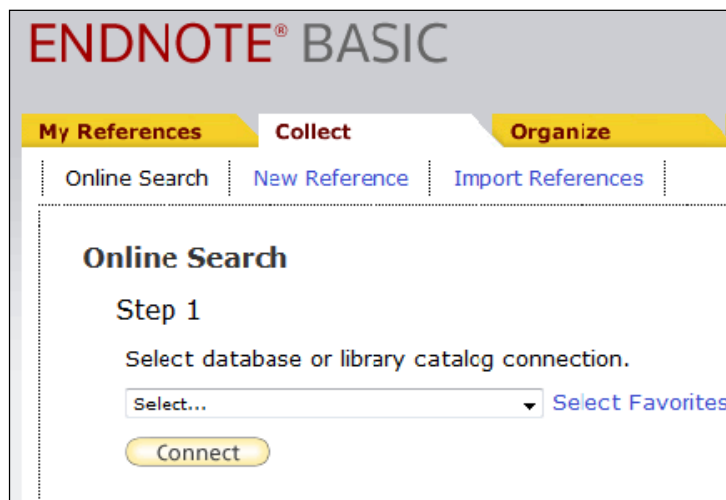 ENDNOTE® BASIC
My References Collect Organize
Online Search New Reference Import References
Online Search
Step 1
Select database or library catalog connection.
Select... Select Favorites
Connect